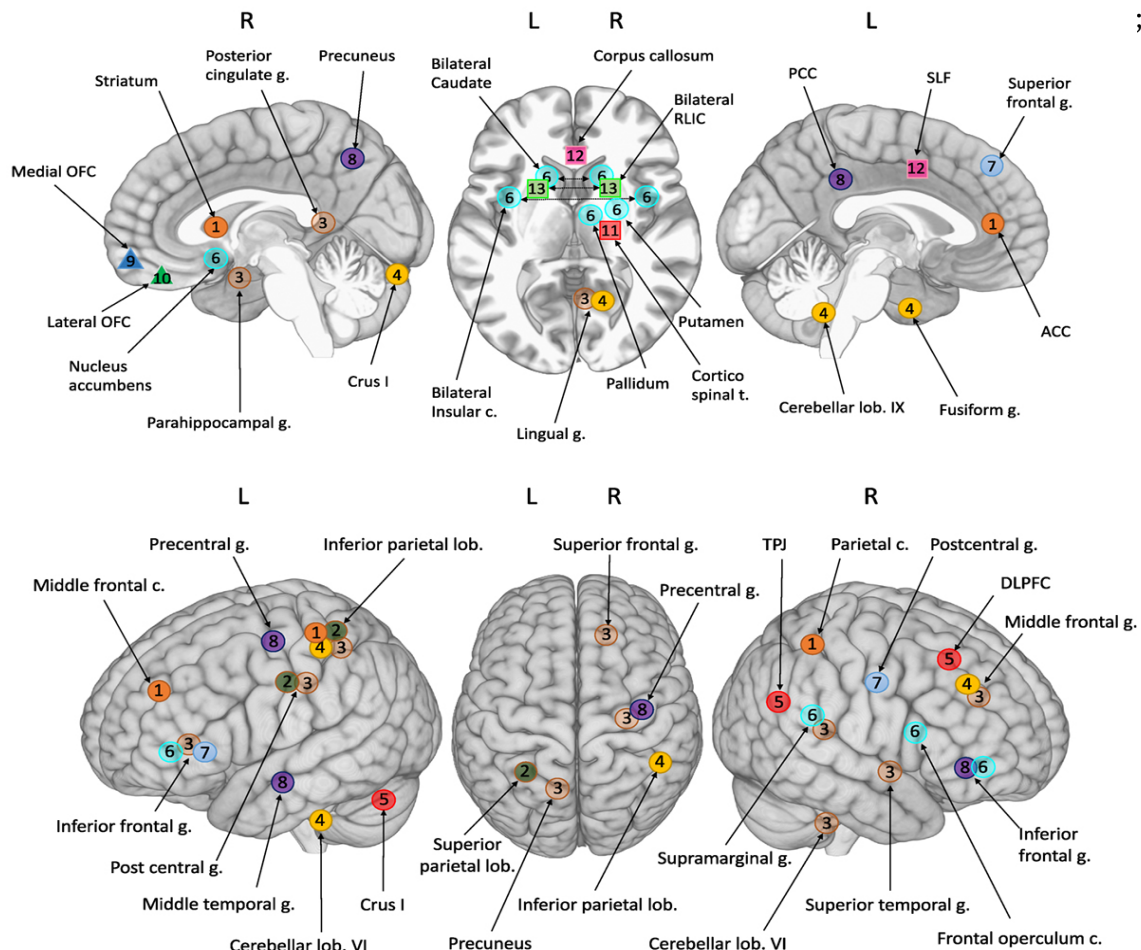 R
L
R
L
;
Striatum
Posterior
cingulate g.
Precuneus
Medial OFC
Lateral OFC
Nucleus
accumbens
Parahippocampal g.
Crus I
8
1
3
9
10
6
3
4
Bilateral
Caudate
Corpus callosum
Bilateral
RLIC
12
6
6
13
13
6
6
6
6
11
3
4
Bilateral
Insular c.
Lingual g.
Pallidum
Putamen
Cortico
spinal t.
PCC
SLF
Superior
frontal g.
8
12
7
1
4
4
ACC
Cerebellar lob. IX
Fusiform g.
L
L
R
R
Precentral g.
Inferior parietal lob.
Middle frontal c.
8
1
2
4
3
2
3
1
6
3
7
8
5
4
Inferior frontal g.
Post central g.
Middle temporal g.
Crus I
Cerebellar lob. VI
Superior frontal g.
Precentral g.
3
3
8
2
3
4
Superior
parietal lob.
Precuneus
Inferior parietal lob.
TPJ
Parietal c.
Postcentral g.
DLPFC
Middle frontal g.
1
5
7
4
3
5
6
3
6
3
8
6
3
Supramarginal g.
Cerebellar lob. VI
Superior temporal g.
Inferior
frontal g.
Frontal operculum c.